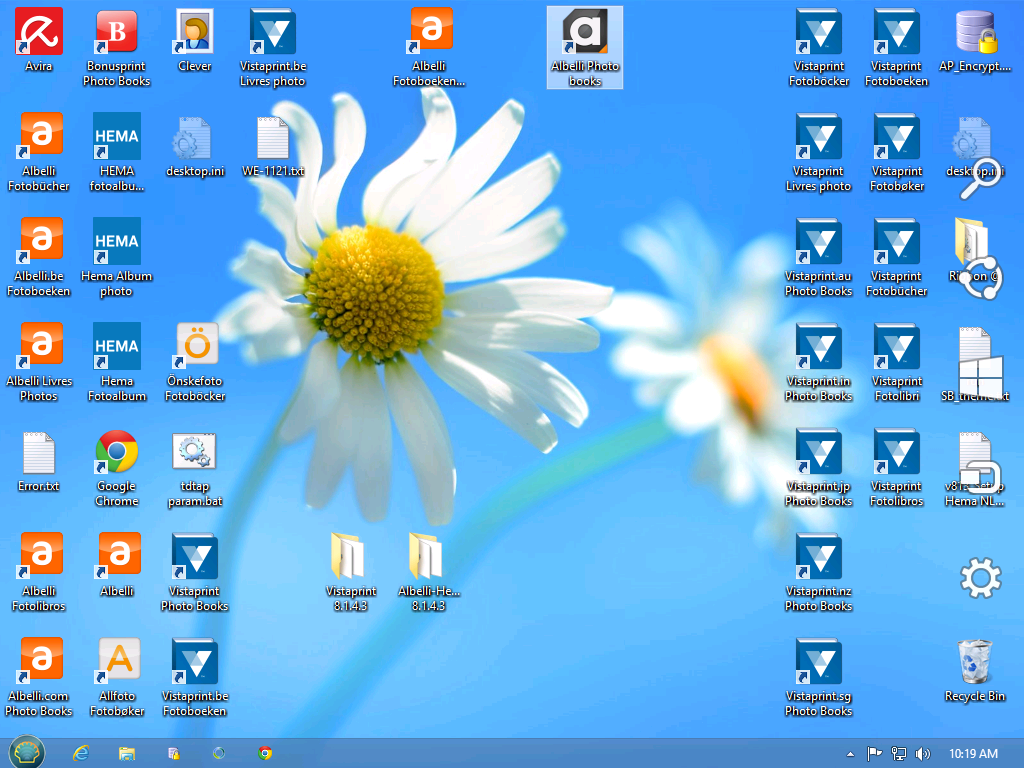 Avira
B
Bonusprint
Photo Books
Clever
Vistaprint.be
Livres photo
a
Albelli
Fotoboeken...
a
Albelli Photo
books
Vistaprint
Fotoböcker
Vistaprint
Fotoboeken
AP_Encrypt....
a
Albelli
Fotobücher
HEMA
HEMA
fotoalbu...
desktop.ini
WE-1121.txt
Vistaprint
Livres photo
Vistaprint
Fotobøker
desktop.ini
a
Albelli.be
Fotoboeken
HEMA
Hema Album
photo
Vistaprint.au
Photo Books
Vistaprint
Fotobücher
a
Albelli Livres
Photos
HEMA
Hema
Fotoalbum
Ö
Önskefoto
Fotoböcker
Vistaprint.in
Photo Books
Vistaprint
Fotolibri
Error.txt
Google
Chrome
tdtap
param.bat
Vistaprint.jp
Photo Books
Vistaprint
Fotolibros
Hema NL...
a
Albelli
Fotolibros
a
Albelli
Vistaprint
Photo Books
Vistaprint
8.1.4.3
Albelli-He...
8.1.4.3
Vistaprint.nz
Photo Books
a
Albelli.com
Photo Books
A
Allfoto
Fotobøker
Vistaprint.be
Fotoboeken
Vistaprint.sg
Photo Books
Recycle Bin
10:19 AM